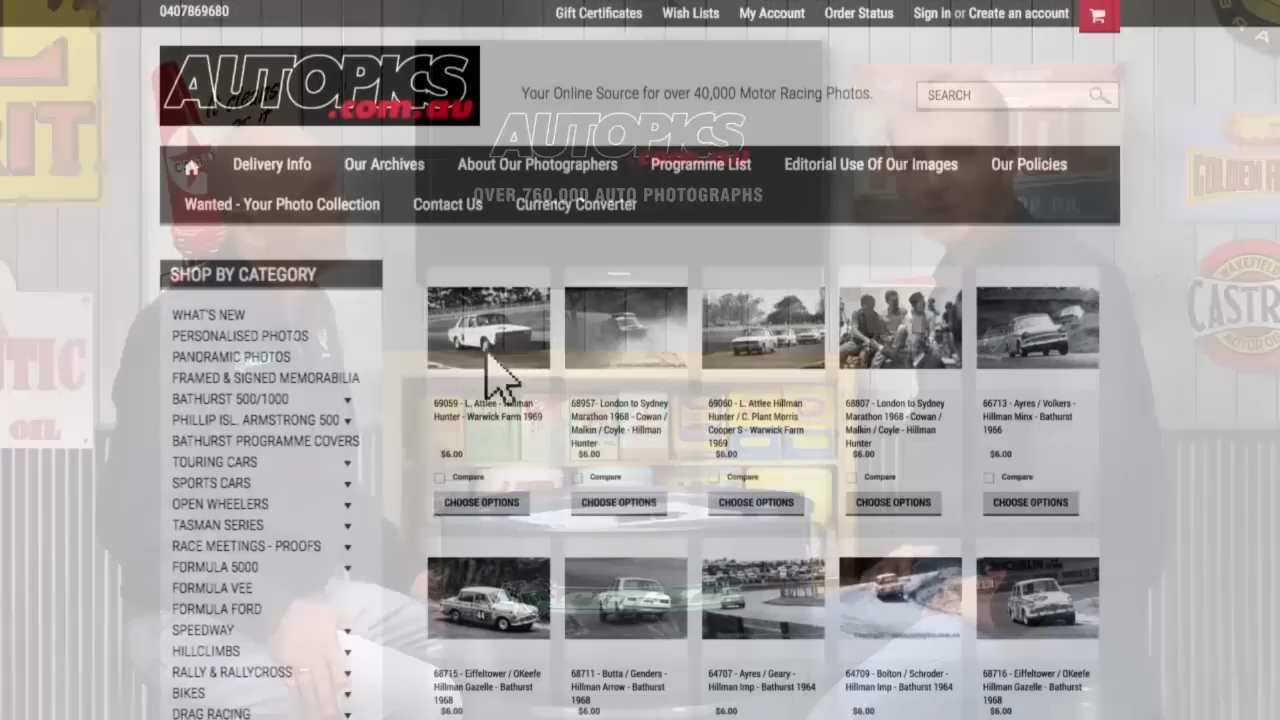 0407869680
Gift Certificates
Wish Lists
My Account
Order Status
Sign in or Create an account
AUTOPICS
.com.au
Your Online Source for over 40,000 Motor Racing Photos.
SEARCH
AUTOPICS
.com.au
OVER 760,000 AUTO PHOTOGRAPHS
Delivery Info
Our Archives
About Our Photographers
Programme List
Editorial Use Of Our Images
Our Policies
Wanted - Your Photo Collection
Contact Us
Currency Converter
SHOP BY CATEGORY
WHAT'S NEW
PERSONALISED PHOTOS
PANORAMIC PHOTOS
FRAMED & SIGNED MEMORABILIA
BATHURST 500/1000
PHILLIP ISL. ARMSTRONG 500
BATHURST PROGRAMME COVERS
TOURING CARS
SPORTS CARS
OPEN WHEELERS
TASMAN SERIES
RACE MEETINGS - PROOFS
FORMULA 5000
FORMULA VEE
FORMULA FORD
SPEEDWAY
HILLCLIMBS
RALLY & RALLYCROSS
BIKES
DRAG RACING
69059 - L. Attlee - Hillman
Hunter - Warwick Farm 1969
$6.00
Compare
CHOOSE OPTIONS
68957- London to Sydney
Marathon 1968 - Cowan /
Malkin / Coyle - Hillman
Hunter
$6.00
Compare
CHOOSE OPTIONS
69060 - L. Attlee Hillman
Hunter / C. Plant Morris
Cooper S - Warwick Farm
1969
$6.00
Compare
CHOOSE OPTIONS
68807 - London to Sydney
Marathon 1968 - Cowan /
Malkin / Coyle - Hillman
Hunter
$6.00
Compare
CHOOSE OPTIONS
66713 - Ayres / Volkers -
Hillman Minx - Bathurst
1966
$6.00
Compare
CHOOSE OPTIONS
68715 - Eiffeltower / OKeefe
Hillman Gazelle - Bathurst
1968
$6.00
68711 - Butta / Genders -
Hillman Arrow - Bathurst
1968
$6.00
64707 - Ayres / Geary -
Hillman Imp - Bathurst 1964
$6.00
64709 - Bolton / Schroder -
Hillman Imp - Bathurst 1964
$6.00
68716 - Eiffeltower / OKeefe
Hillman Gazelle - Bathurst
1968
$6.00
WAKEFIELD
CASTR
MOTOR OIL
GOLDEN
TIC
OIL